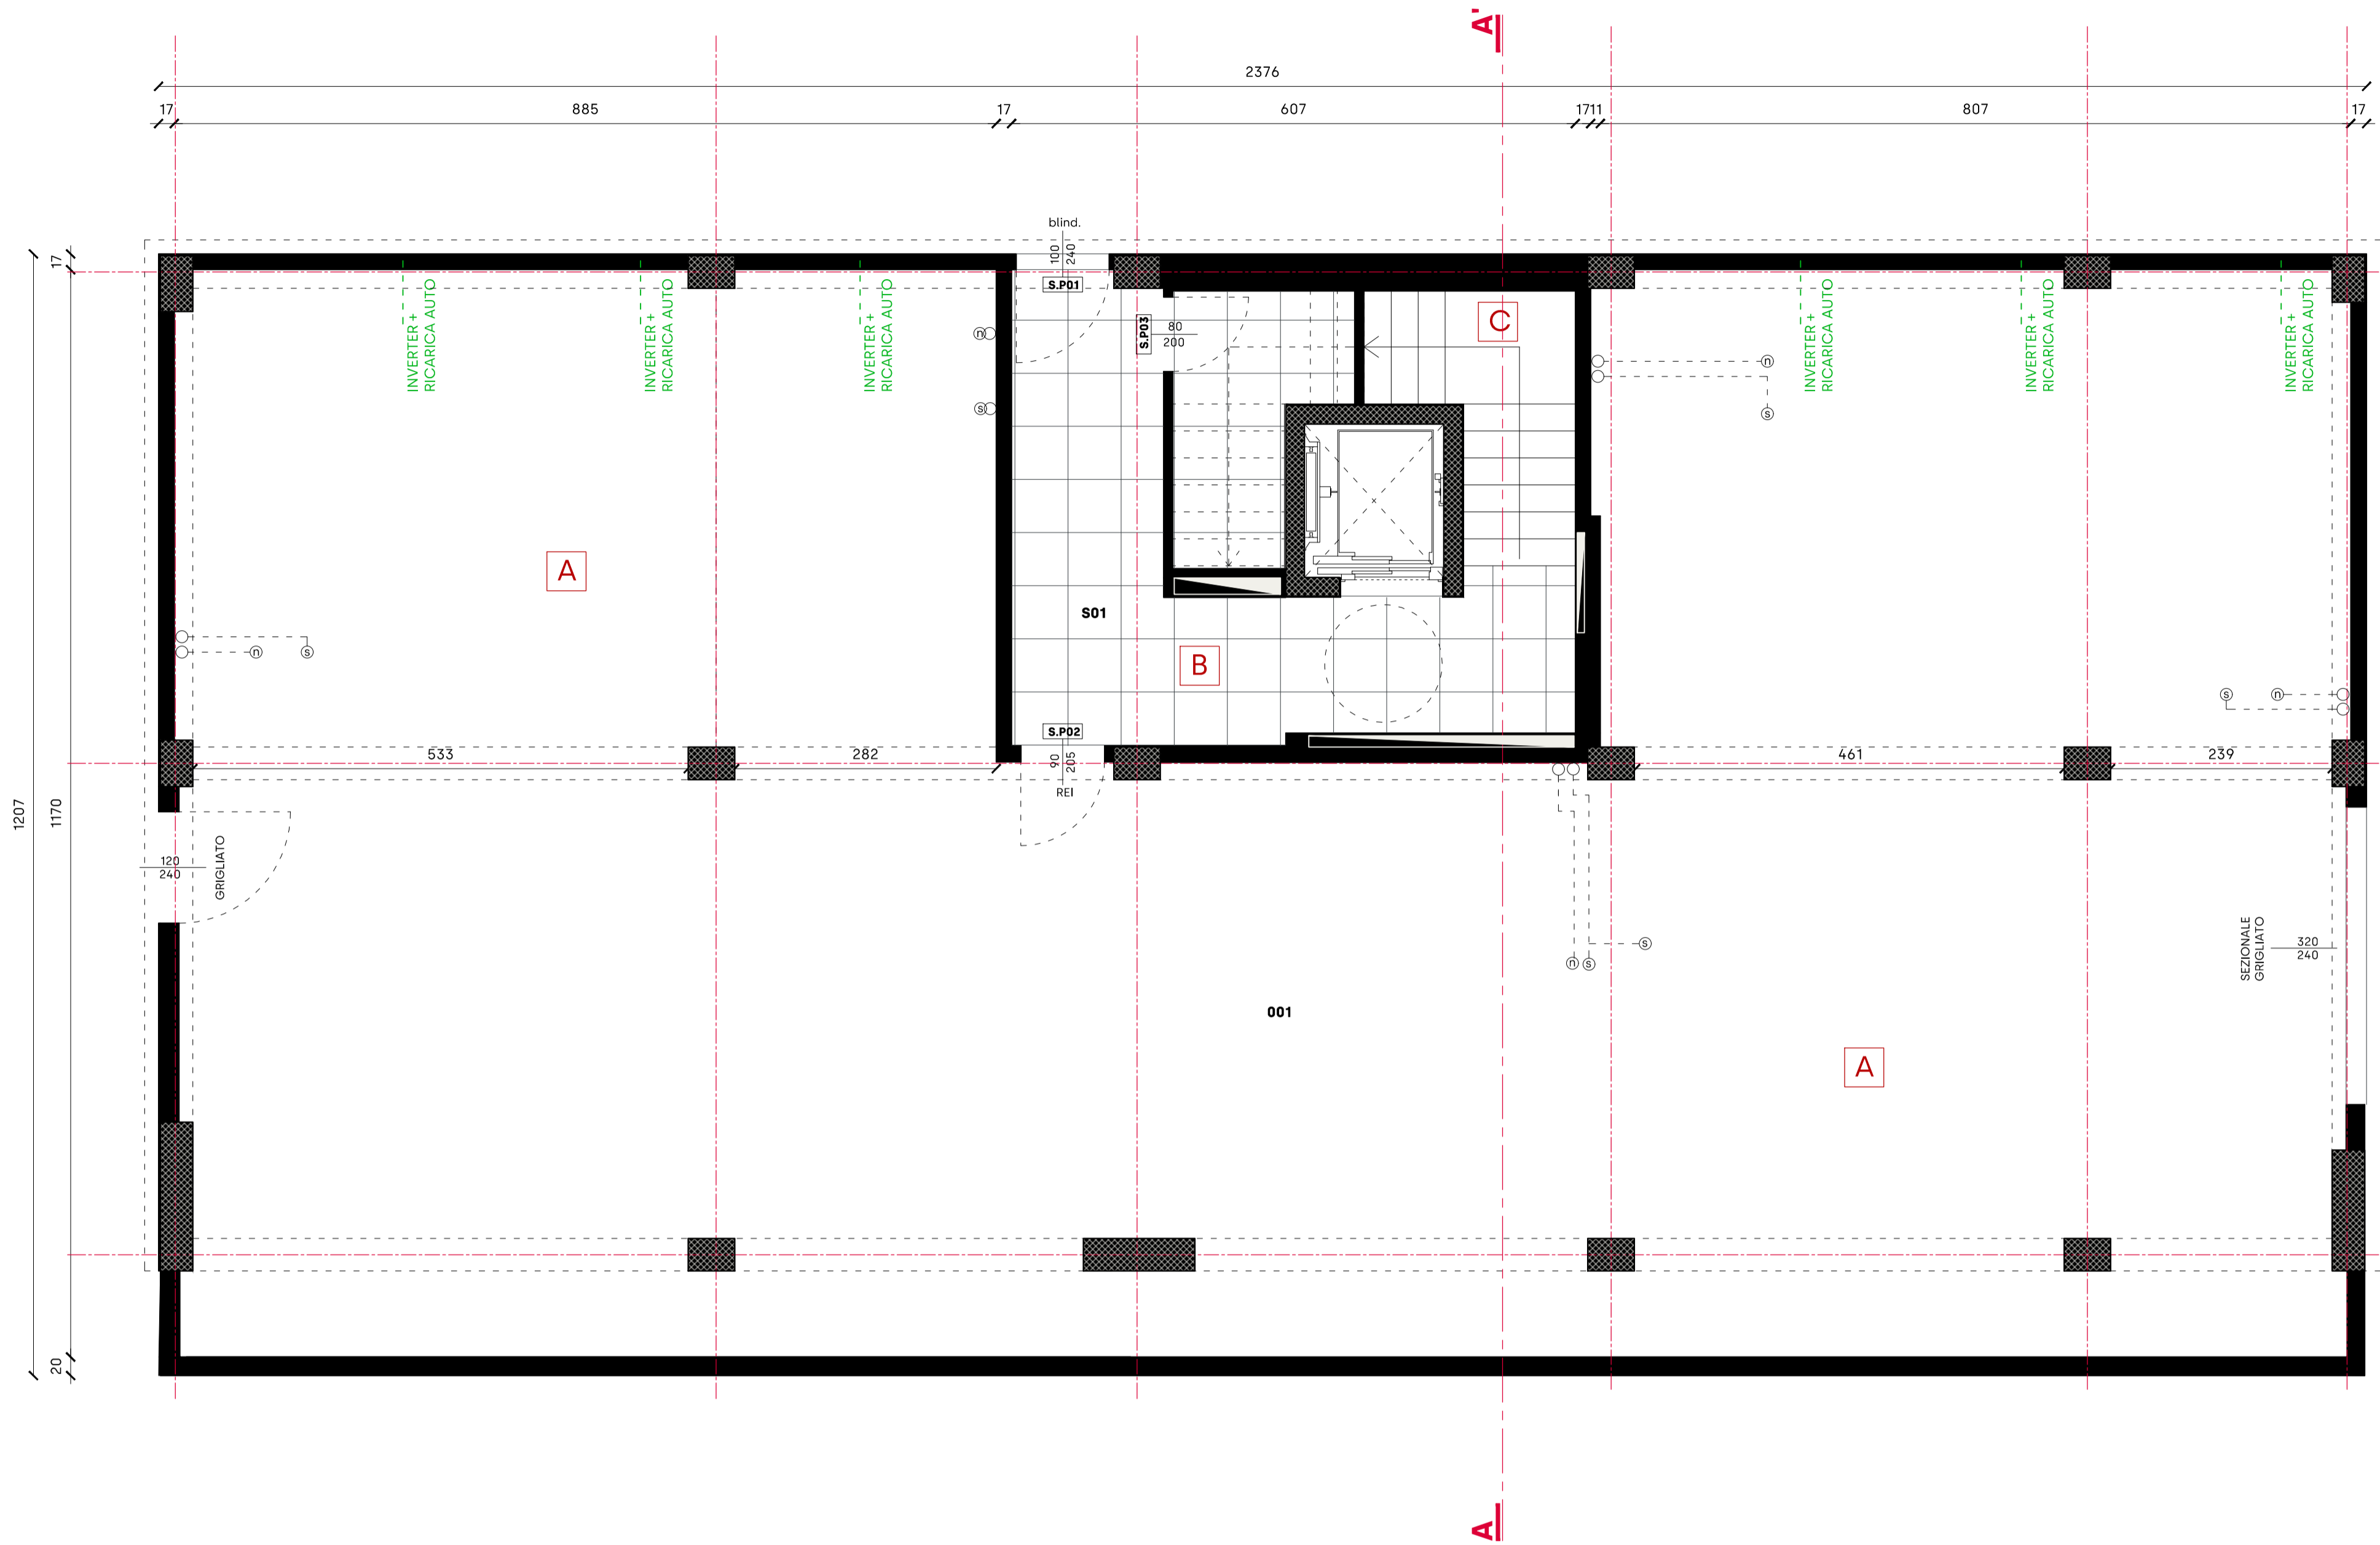 A'
2376
17
885
17
607
17
11
807
17
blind.
100
240
S.P01
17
INVERTER +
RICARICA AUTO
INVERTER +
RICARICA AUTO
INVERTER +
RICARICA AUTO
n
s
S.P03
80
200
C
n
s
INVERTER +
RICARICA AUTO
INVERTER +
RICARICA AUTO
INVERTER +
RICARICA AUTO
A
S01
n
s
B
s
n
S.P02
533
282
90
205
REI
461
239
1207
1170
120
240
GRIGLIATO
SEZIONALE
GRIGLIATO
320
240
s
n
s
001
A
20
A